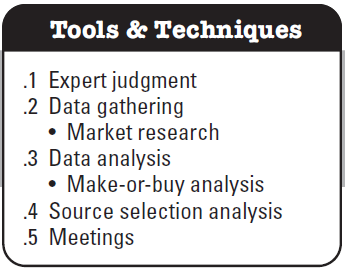 Tools & Techniques
.1 Expert judgment
.2 Data gathering
• Market research
.3 Data analysis
• Make-or-buy analysis
.4 Source selection analysis
.5 Meetings